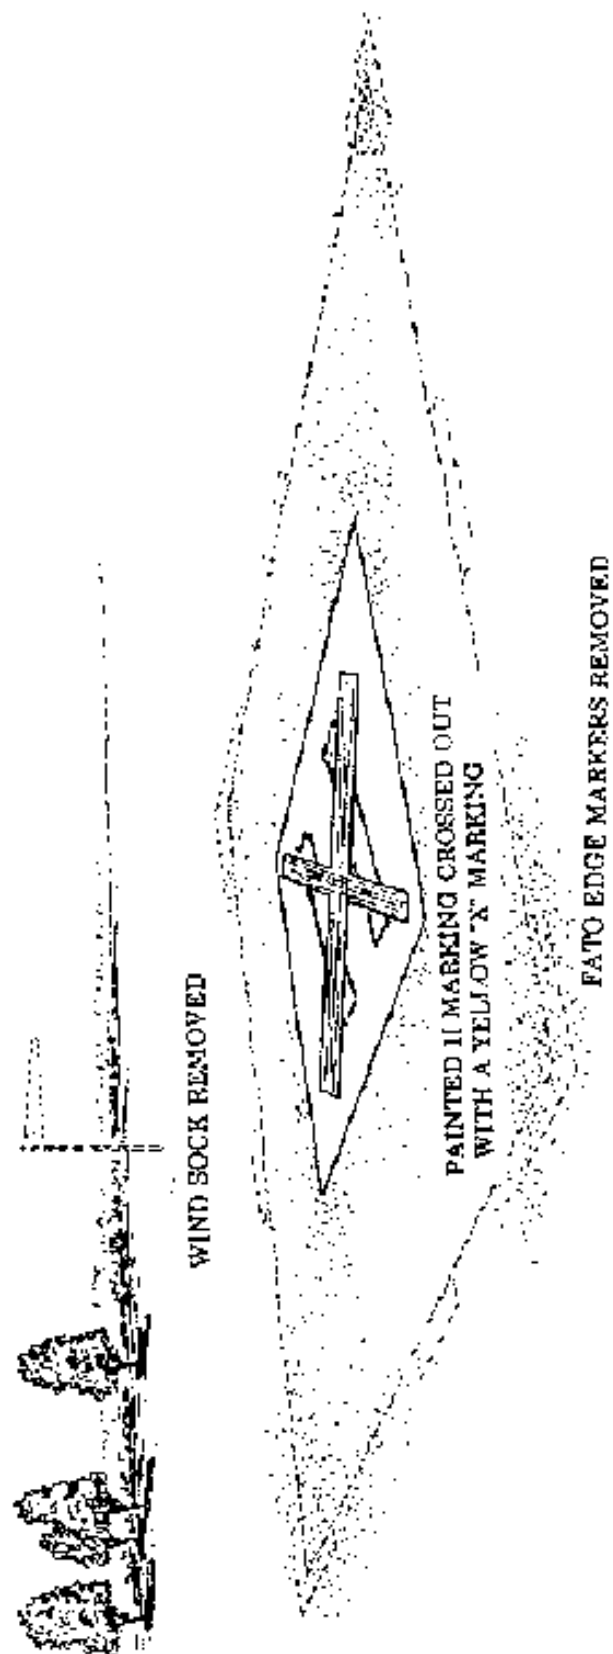 WIND SOCK REMOVED
PAINTED H MARKING CROSSED OUT
WITH A YELLOW "X" MARKING
FATO EDGE MARKERS REMOVED